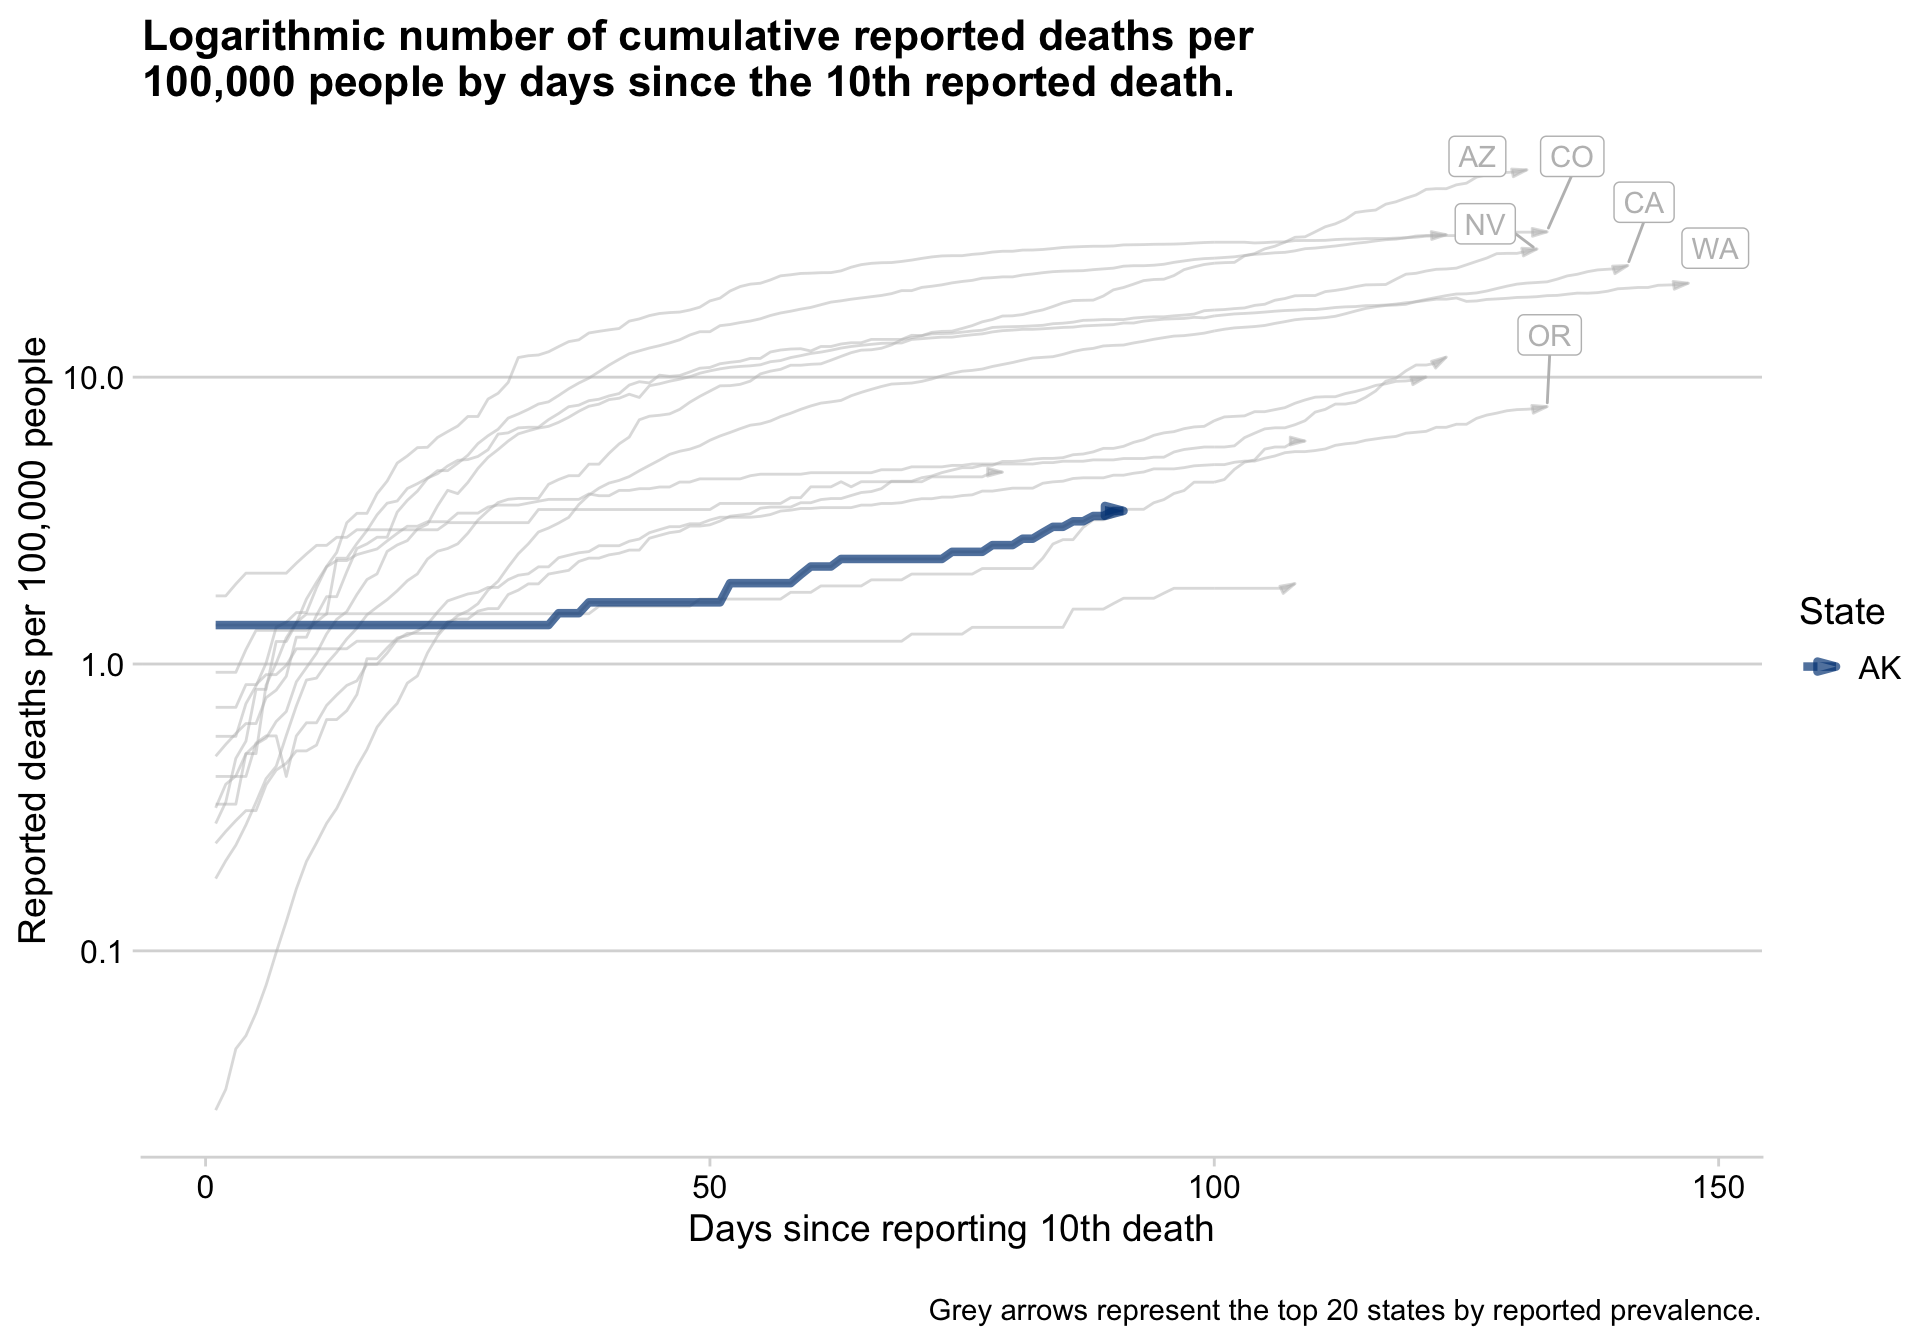 Logarithmic number of cumulative reported deaths per
100,000 people by days since the 10th reported death.
AZ
CO
CA
NV
WA
OR
Reported deaths per 100,000 people
10.0
1.0
0.1
State
AK
0
50
100
150
Days since reporting 10th death
Grey arrows represent the top 20 states by reported prevalence.